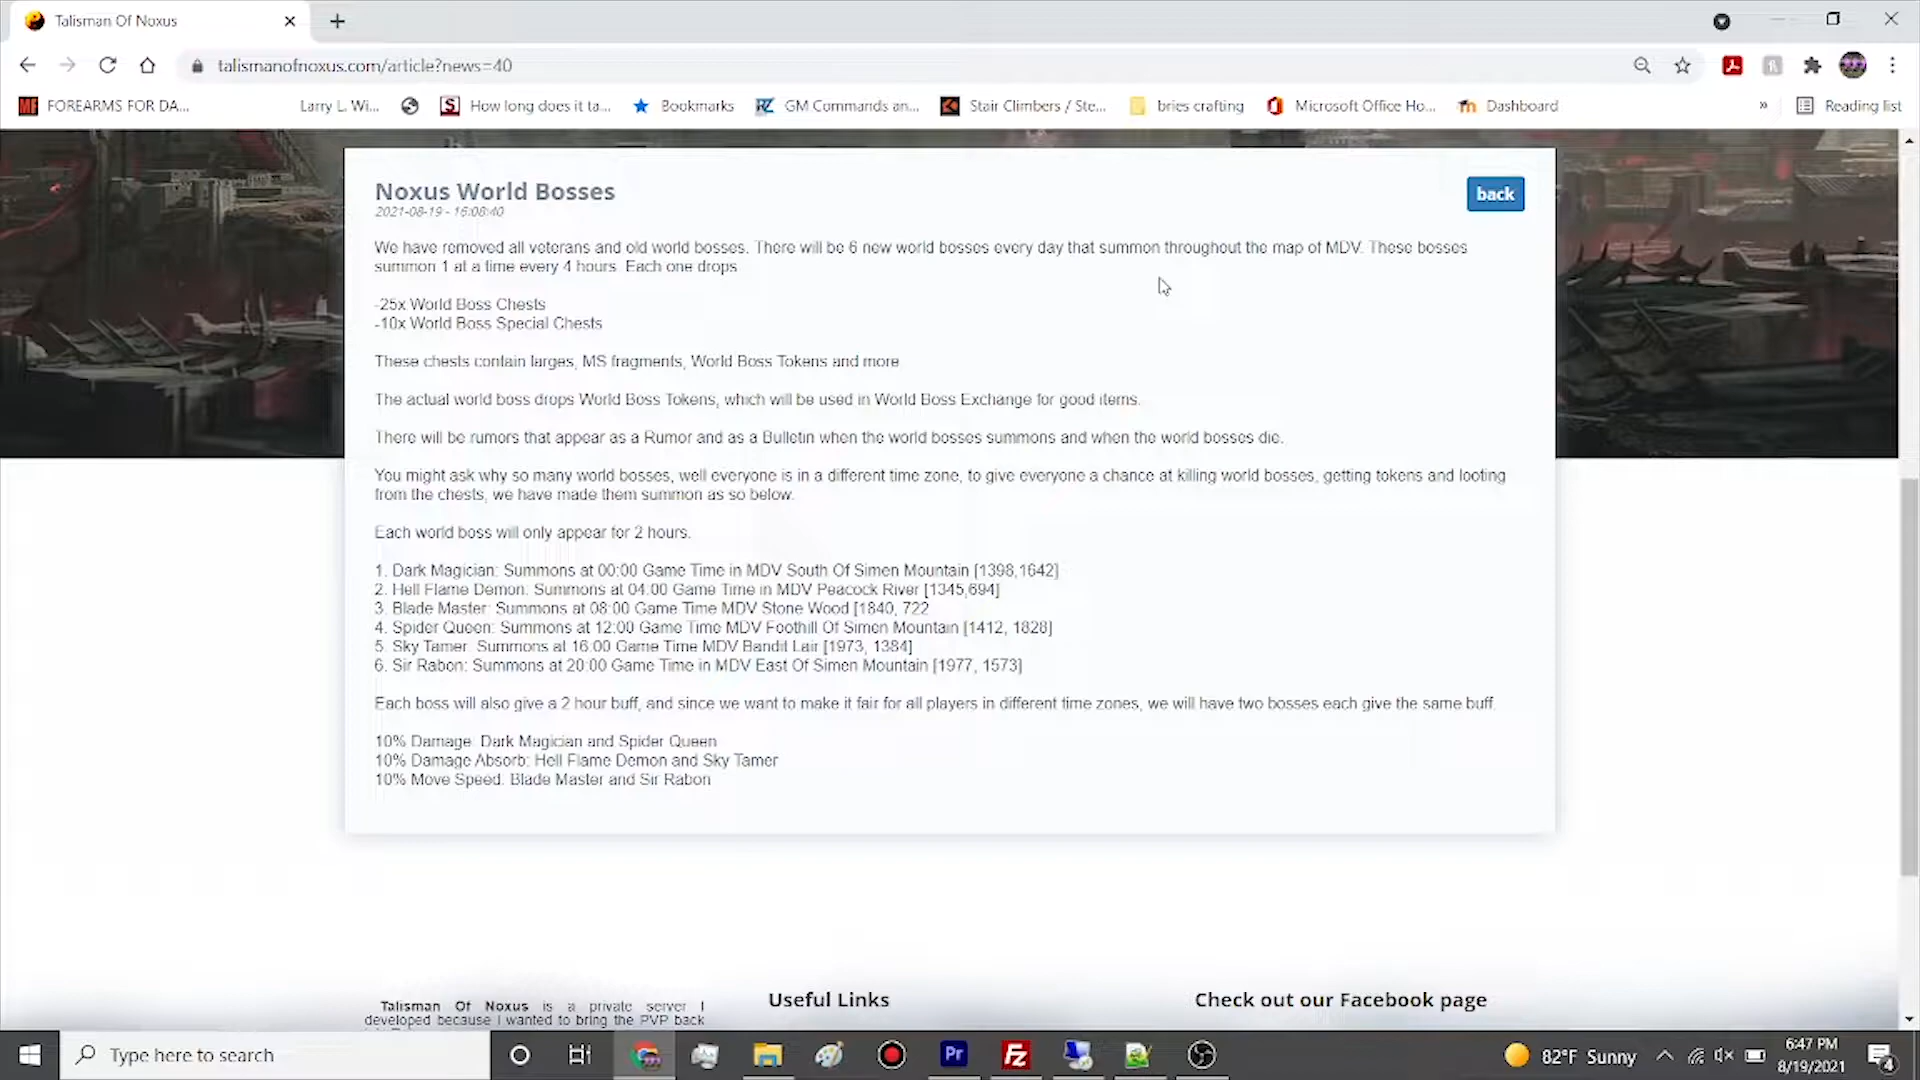 Talisman Of Noxus
talismanofnoxus.com/article?news=40
FOREARMS FOR DA... Larry L. Wi... How long does it ta... Bookmarks GM Commands an... Stair Climbers / Ste... bries crafting Microsoft Office Ho... Dashboard » Reading list
Noxus World Bosses
back
2021-08-19 - 16:08:40
We have removed all veterans and old world bosses. There will be 6 new world bosses every day that summon throughout the map of MDV. These bosses
summon 1 at a time every 4 hours. Each one drops
-25x World Boss Chests
-10x World Boss Special Chests
These chests contain larges, MS fragments, World Boss Tokens and more
The actual world boss drops World Boss Tokens, which will be used in World Boss Exchange for good items.
There will be rumors that appear as a Rumor and as a Bulletin when the world bosses summons and when the world bosses die.
You might ask why so many world bosses, well everyone is in a different time zone, to give everyone a chance at killing world bosses, getting tokens and looting
from the chests, we have made them summon as so below.
Each world boss will only appear for 2 hours.
1. Dark Magician: Summons at 00:00 Game Time in MDV South Of Simen Mountain [1398,1642]
2. Hell Flame Demon: Summons at 04:00 Game Time in MDV Peacock River [1345,694]
3. Blade Master: Summons at 08:00 Game Time MDV Stone Wood [1840, 722
4. Spider Queen: Summons at 12:00 Game Time MDV Foothill Of Simen Mountain [1412, 1828]
5. Sky Tamer: Summons at 16:00 Game Time MDV Bandit Lair [1973, 1384]
6. Sir Rabon: Summons at 20:00 Game Time in MDV East Of Simen Mountain [1977, 1573]
Each boss will also give a 2 hour buff, and since we want to make it fair for all players in different time zones, we will have two bosses each give the same buff.
10% Damage: Dark Magician and Spider Queen
10% Damage Absorb: Hell Flame Demon and Sky Tamer
10% Move Speed: Blade Master and Sir Rabon
Talisman Of Noxus is a private server I
developed because I wanted to bring the PVP back
Useful Links
Check out our Facebook page
Type here to search
82°F Sunny
6:47 PM
8/19/2021
4